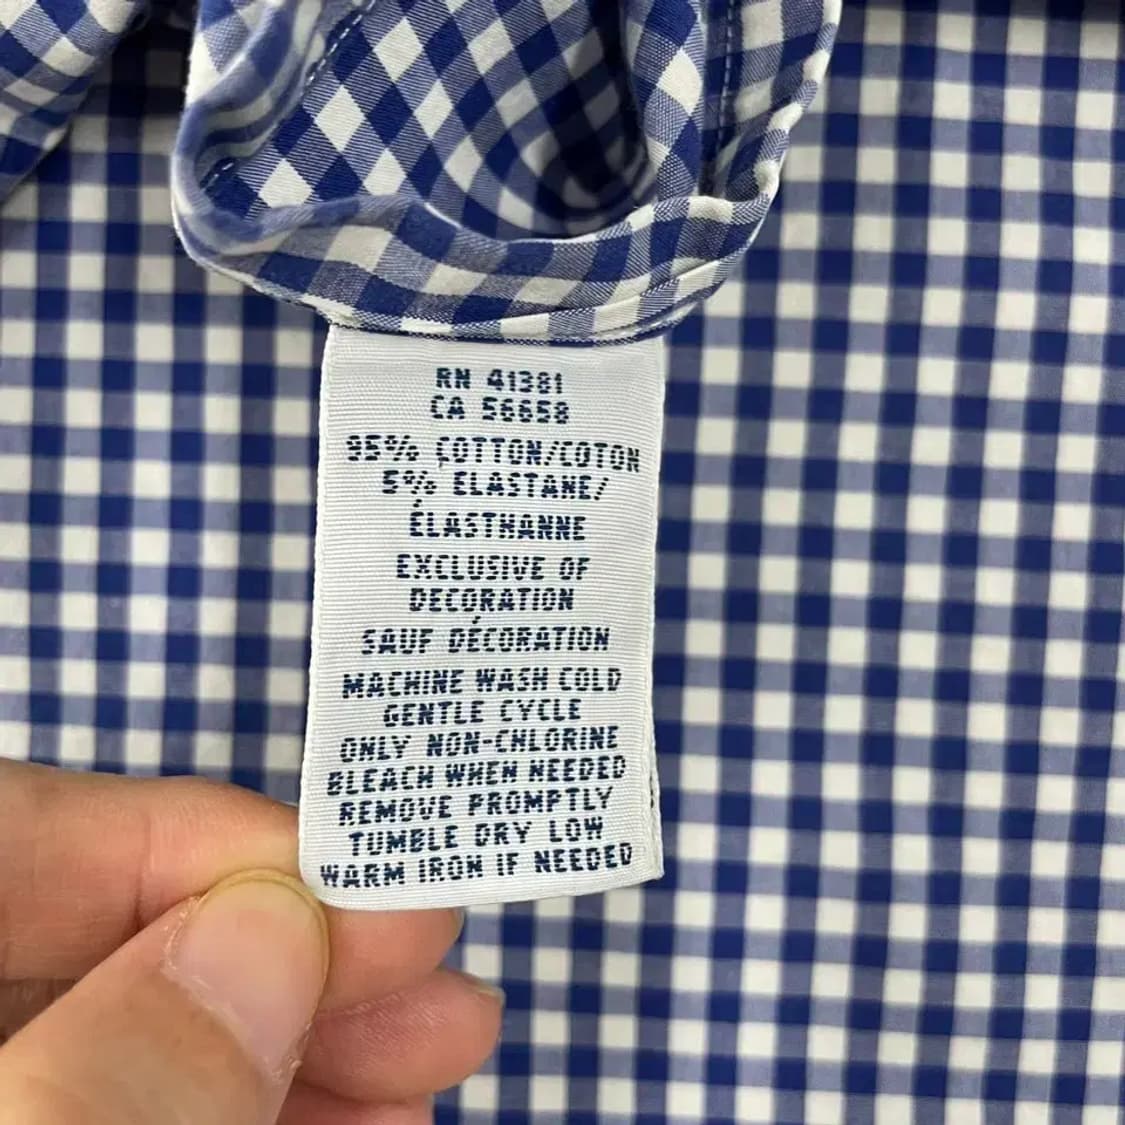 RN 41381
CA 56658
95% COTTON/COTON
5% ELASTANE/
ÉLASTHANNE
EXCLUSIVE OF
DECORATION
SAUF DÉCORATION
MACHINE WASH COLD
GENTLE CYCLE
ONLY NON-CHLORINE
BLEACH WHEN NEEDED
REMOVE PROMPTLY
TUMBLE DRY LOW
WARM IRON IF NEEDED